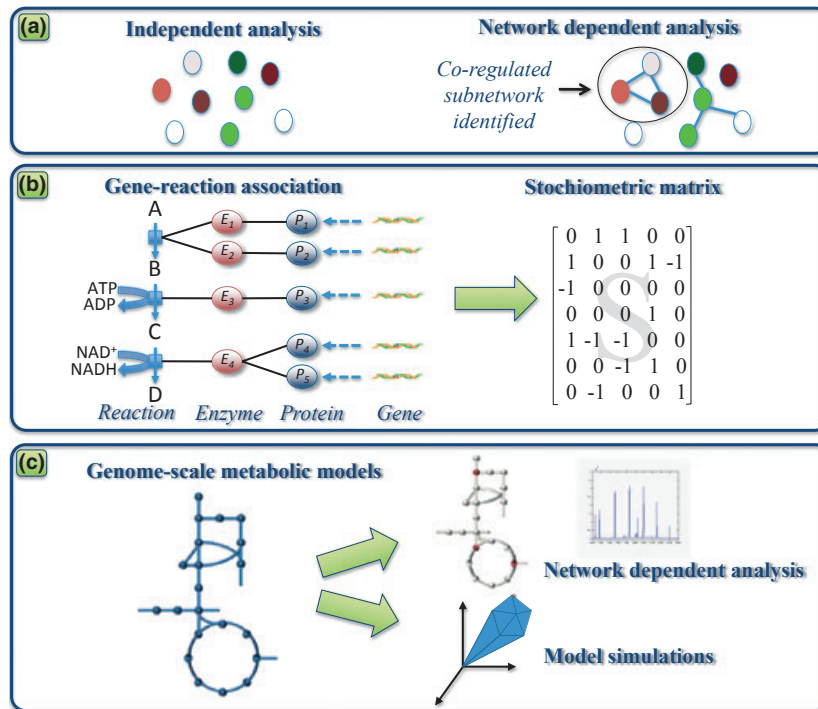 (a)
Independent analysis
Network dependent analysis
Co-regulated
subnetwork
identified
(b)
Gene-reaction association
Stochiometric matrix
A
E1
P1
E2
P2
B
ATP
ADP
E3
P3
C
NAD+
NADH
E4
P4
P5
D
Reaction Enzyme Protein Gene
S
0 1 1 0 0
1 0 0 1 -1
-1 0 0 0 0
0 0 0 1 0
1 -1 -1 0 0
0 0 -1 1 0
0 -1 0 0 1
(c)
Genome-scale metabolic models
Network dependent analysis
Model simulations